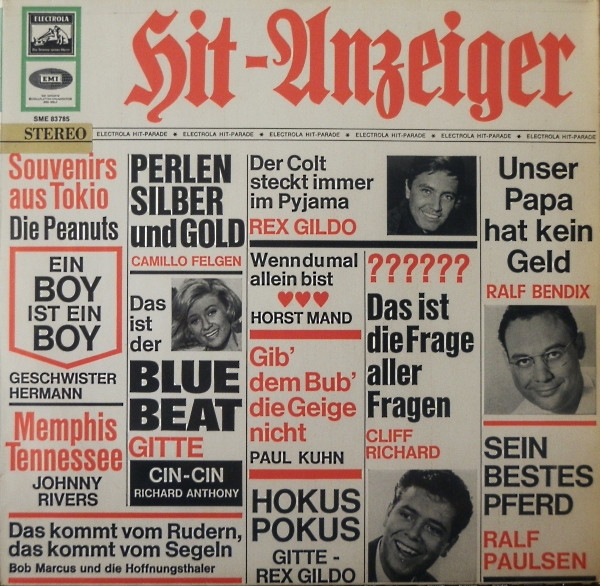 ELECTROLA
EMI
SME 83785
STEREO
Hit-Anzeiger
ELECTROLA HIT-PARADE ★ ELECTROLA HIT-PARADE ★ ELECTROLA HIT-PARADE ★ ELECTROLA HIT-PARADE ★ ELECTROLA HIT-PARADE ★ ELECTROLA HIT-PARADE
Souvenirs
aus Tokio
Die Peanuts
EIN
BOY
IST EIN
BOY
GESCHWISTER
HERMANN
Memphis
Tennessee
JOHNNY
RIVERS
PERLEN
SILBER
und GOLD
CAMILLO FELGEN
Das
ist
der
BLUE
BEAT
GITTE
CIN-CIN
RICHARD ANTHONY
Das kommt vom Rudern,
das kommt vom Segeln
Bob Marcus und die Hoffnungsthaler
Der Colt
steckt immer
im Pyjama
REX GILDO
Wenn du mal
allein bist
♥♥♥
HORST MAND
Gib'
dem Bub'
die Geige
nicht
PAUL KUHN
HOKUS
POKUS
GITTE -
REX GILDO
??????
Das ist
die Frage
aller
Fragen
CLIFF
RICHARD
Unser
Papa
hat kein
Geld
RALF BENDIX
SEIN
BESTES
PFERD
RALF
PAULSEN